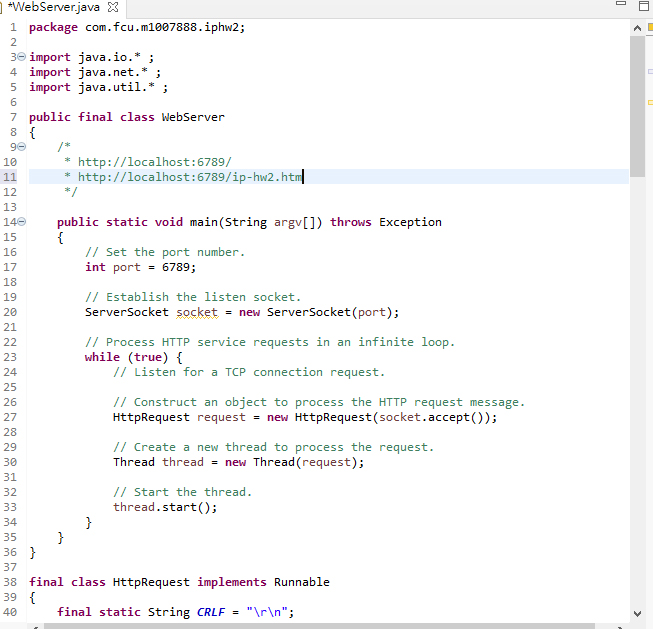 *WebServer.java
1 package com.fcu.m1007888.iphw2;
2
3 import java.io.* ;
4 import java.net.* ;
5 import java.util.* ;
6
7 public final class WebServer
8 {
9 /*
10 * http://localhost:6789/
11 * http://localhost:6789/ip-hw2.htm
12 */
13
14 public static void main(String argv[]) throws Exception
15 {
16 // Set the port number.
17 int port = 6789;
18
19 // Establish the listen socket.
20 ServerSocket socket = new ServerSocket(port);
21
22 // Process HTTP service requests in an infinite loop.
23 while (true) {
24 // Listen for a TCP connection request.
25
26 // Construct an object to process the HTTP request message.
27 HttpRequest request = new HttpRequest(socket.accept());
28
29 // Create a new thread to process the request.
30 Thread thread = new Thread(request);
31
32 // Start the thread.
33 thread.start();
34 }
35 }
36 }
37
38 final class HttpRequest implements Runnable
39 {
40 final static String CRLF = "\r\n";